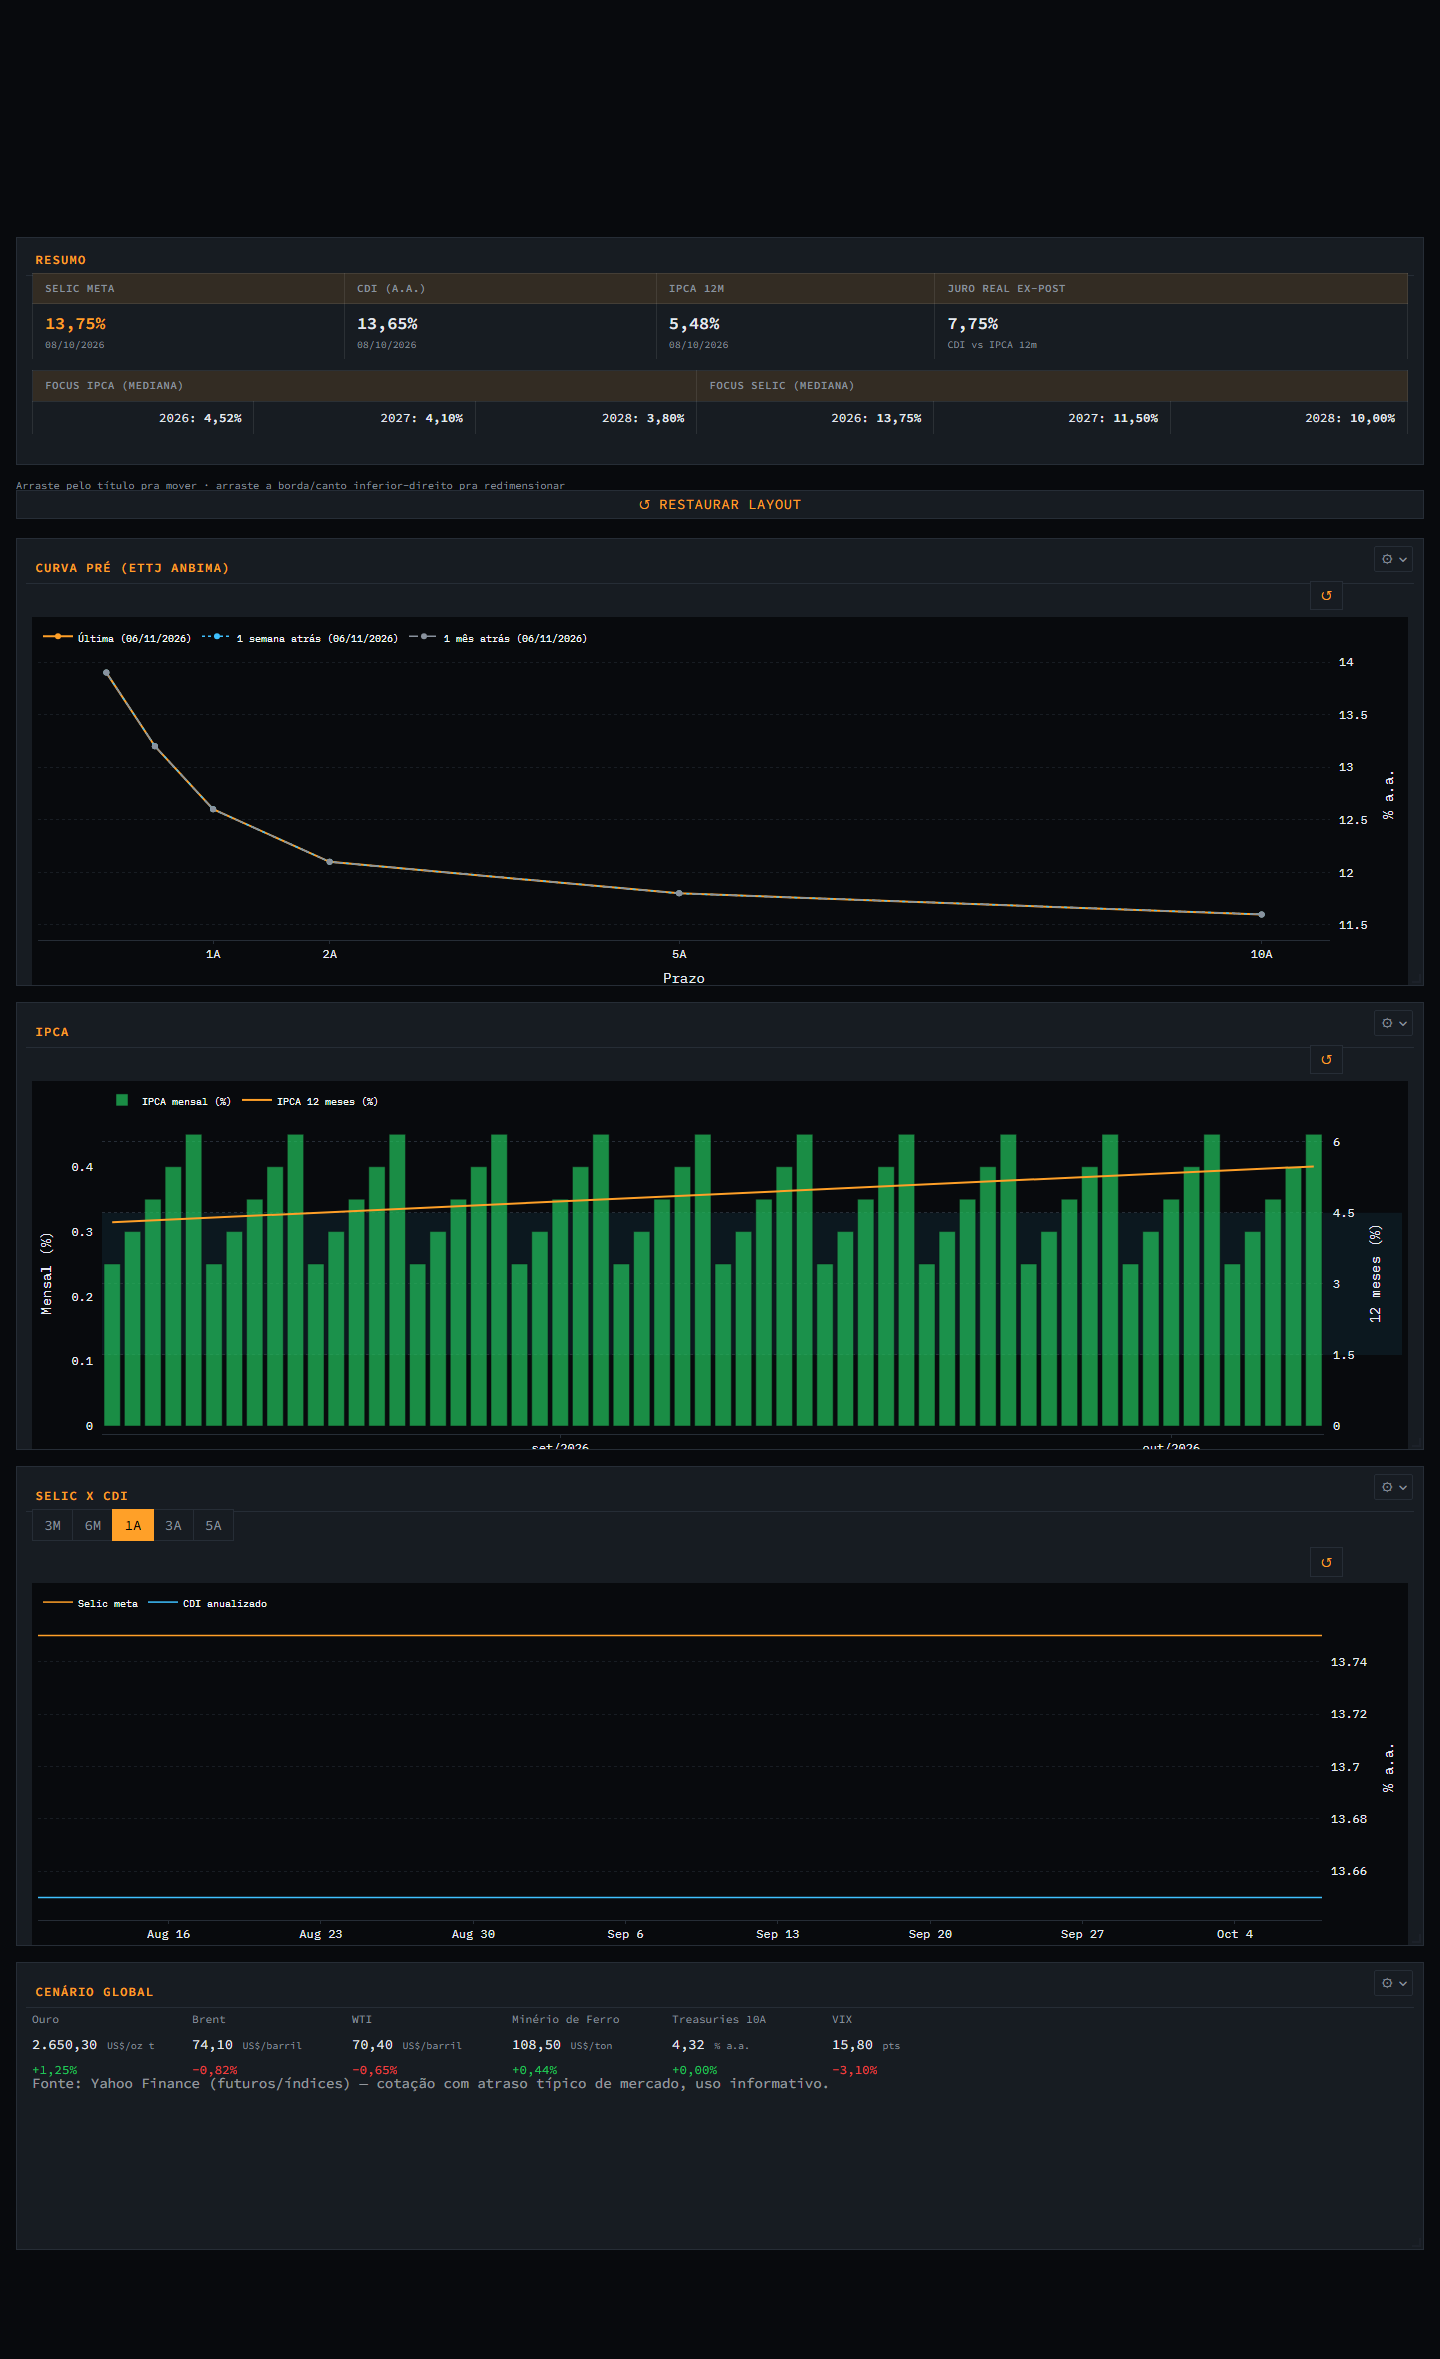 RESUMO
SELIC META CDI (A.A.) IPCA 12M JURO REAL EX-POST
13,75% 13,65% 5,48% 7,75%
08/10/2026 08/10/2026 08/10/2026 CDI vs IPCA 12m
FOCUS IPCA (MEDIANA) FOCUS SELIC (MEDIANA)
2026: 4,52% 2027: 4,10% 2028: 3,80% 2026: 13,75% 2027: 11,50% 2028: 10,00%
Arraste pelo título pra mover · arraste a borda/canto inferior-direito pra redimensionar
↺ RESTAURAR LAYOUT
CURVA PRÉ (ETTJ ANBIMA)
↺
Última (06/11/2026) 1 semana atrás (06/11/2026) 1 mês atrás (06/11/2026)
14
13.5
13
12.5
12
11.5
% a.a.
1A 2A 5A 10A
Prazo
IPCA
↺
IPCA mensal (%) IPCA 12 meses (%)
0.4
0.3
0.2
0.1
0
Mensal (%)
6
4.5
3
1.5
0
12 meses (%)
set/2026 out/2026
SELIC X CDI
3M 6M 1A 3A 5A
↺
Selic meta CDI anualizado
13.74
13.72
13.7
13.68
13.66
% a.a.
Aug 16 Aug 23 Aug 30 Sep 6 Sep 13 Sep 20 Sep 27 Oct 4
CENÁRIO GLOBAL
Ouro Brent WTI Minério de Ferro Treasuries 10A VIX
2.650,30 US$/oz t 74,10 US$/barril 70,40 US$/barril 108,50 US$/ton 4,32 % a.a. 15,80 pts
+1,25% −0,82% −0,65% +0,44% +0,00% −3,10%
Fonte: Yahoo Finance (futuros/índices) — cotação com atraso típico de mercado, uso informativo.